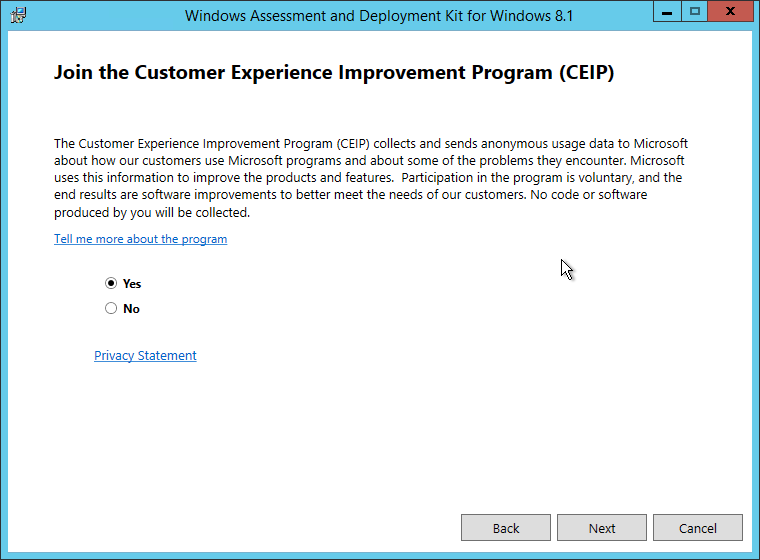 Windows Assessment and Deployment Kit for Windows 8.1
Join the Customer Experience Improvement Program (CEIP)
The Customer Experience Improvement Program (CEIP) collects and sends anonymous usage data to Microsoft
about how our customers use Microsoft programs and about some of the problems they encounter. Microsoft
uses this information to improve the products and features.  Participation in the program is voluntary, and the
end results are software improvements to better meet the needs of our customers. No code or software
produced by you will be collected.
Tell me more about the program
Yes
No
Privacy Statement
Back Next Cancel